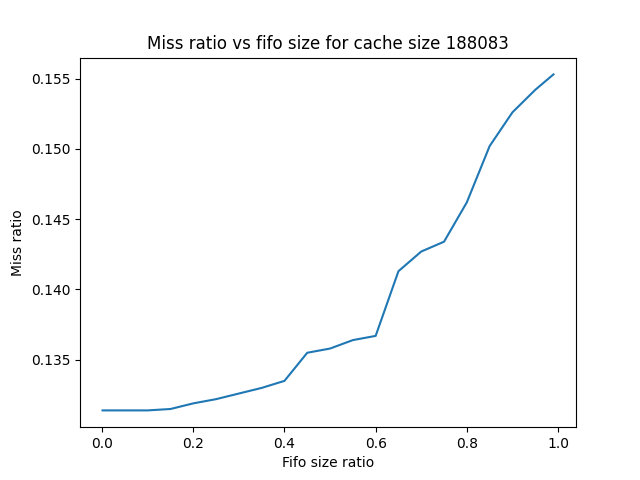 Miss ratio vs fifo size for cache size 188083
0.155
0.150
0.145
0.140
0.135
Miss ratio
0.0 0.2 0.4 0.6 0.8 1.0
Fifo size ratio